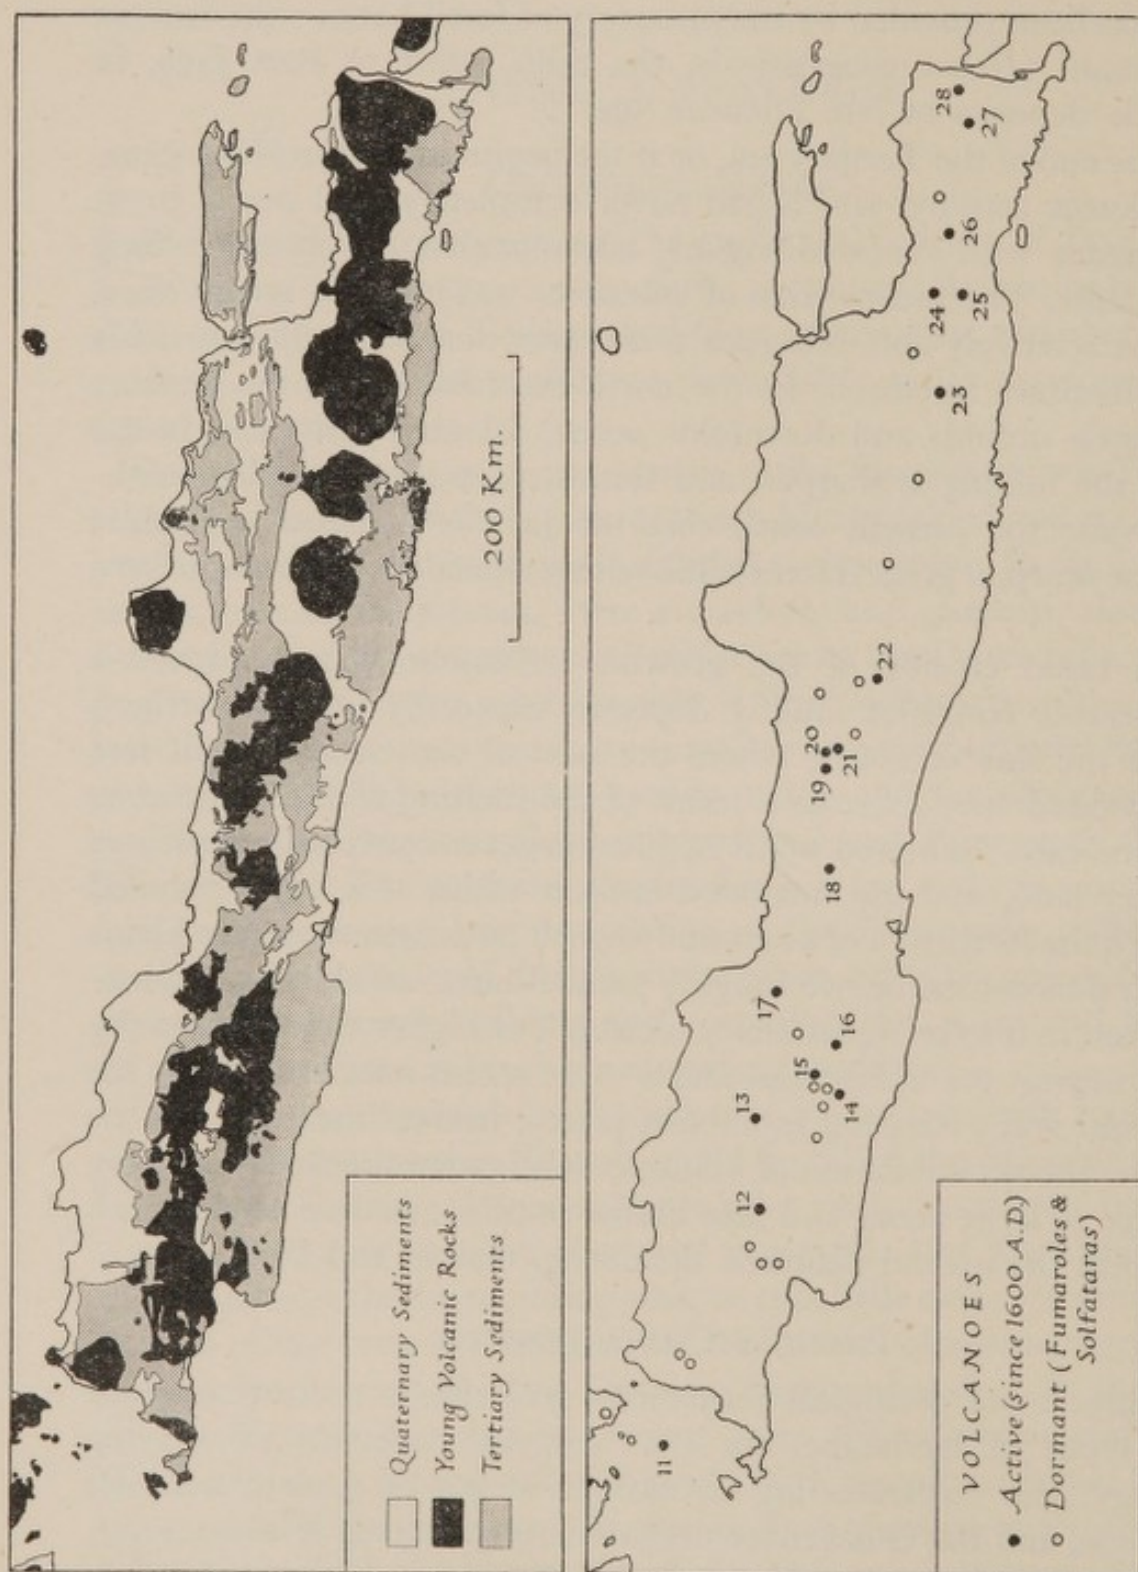 200 Km.
Quaternary Sediments
Young Volcanic Rocks
Tertiary Sediments
11
12
13
14
15
16
17
18
19
20
21
22
23
24
25
26
27
28
VOLCANOES
Active (since 1600 A.D.)
Dormant (Fumaroles &
Solfataras)